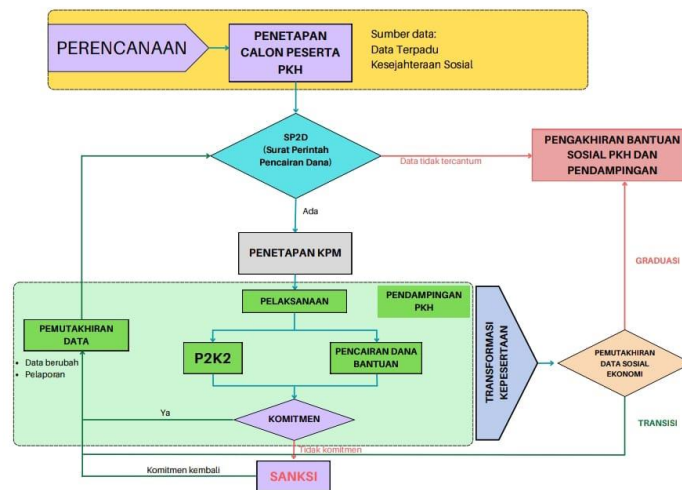 PERENCANAAN
PENETAPAN
CALON PESERTA
PKH
Sumber data:
Data Terpadu
Kesejahteraan Sosial
SP2D
(Surat Perintah
Pencairan Dana)
Data tidak tercantum
PENGAKHIRAN BANTUAN
SOSIAL PKH DAN
PENDAMPINGAN
Ada
PENETAPAN KPM
GRADUASI
PELAKSANAAN
PENDAMPINGAN
PKH
PEMUTAKHIRAN
DATA
• Data berubah
• Pelaporan
P2K2
PENCAIRAN DANA
BANTUAN
TRANSFORMASI
KEPESERTAAN
PEMUTAKHIRAN
DATA SOSIAL
EKONOMI
Ya
KOMITMEN
TRANSISI
Tidak komitmen
Komitmen kembali
SANKSI